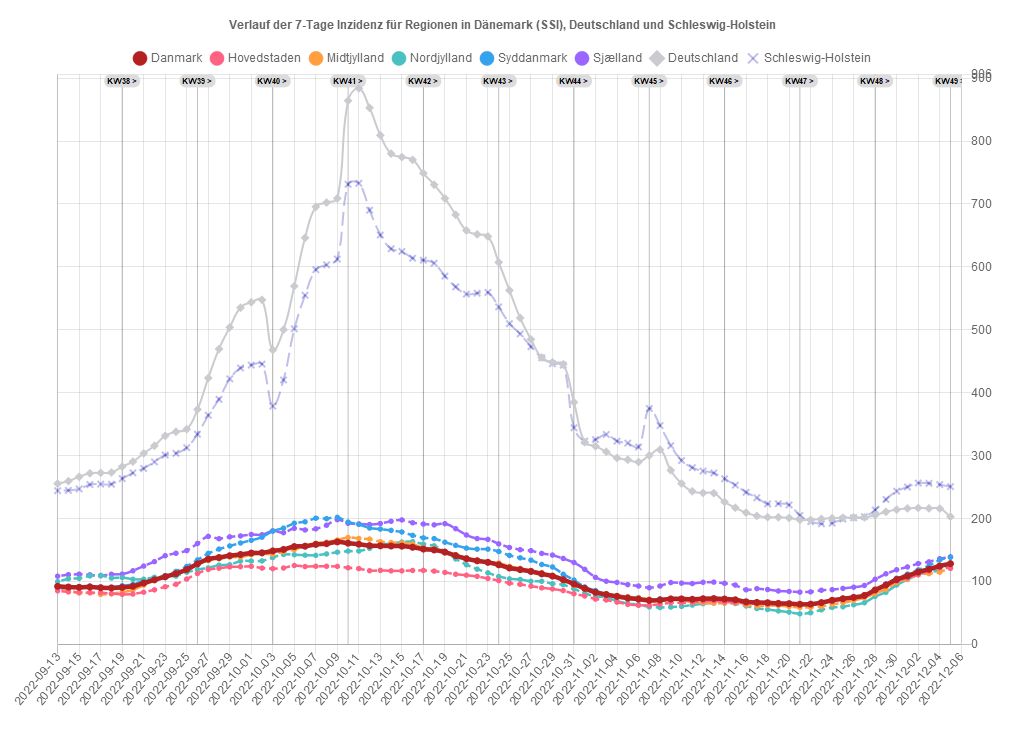 Verlauf der 7-Tage Inzidenz für Regionen in Dänemark (SSI), Deutschland und Schleswig-Holstein
Danmark Hovedstaden Midtjylland Nordjylland Syddanmark Sjælland Deutschland Schleswig-Holstein
KW38 > KW39 > KW40 > KW41 > KW42 > KW43 > KW44 > KW45 > KW46 > KW47 > KW48 > KW49 >
906
900
800
700
600
500
400
300
200
100
0
2022-09-13 2022-09-15 2022-09-17 2022-09-19 2022-09-21 2022-09-23 2022-09-25 2022-09-27 2022-09-29 2022-10-01 2022-10-03 2022-10-05 2022-10-07 2022-10-09 2022-10-11 2022-10-13 2022-10-15 2022-10-17 2022-10-19 2022-10-21 2022-10-23 2022-10-25 2022-10-27 2022-10-29 2022-10-31 2022-11-02 2022-11-04 2022-11-06 2022-11-08 2022-11-10 2022-11-12 2022-11-14 2022-11-16 2022-11-18 2022-11-20 2022-11-22 2022-11-24 2022-11-26 2022-11-28 2022-11-30 2022-12-02 2022-12-04 2022-12-06